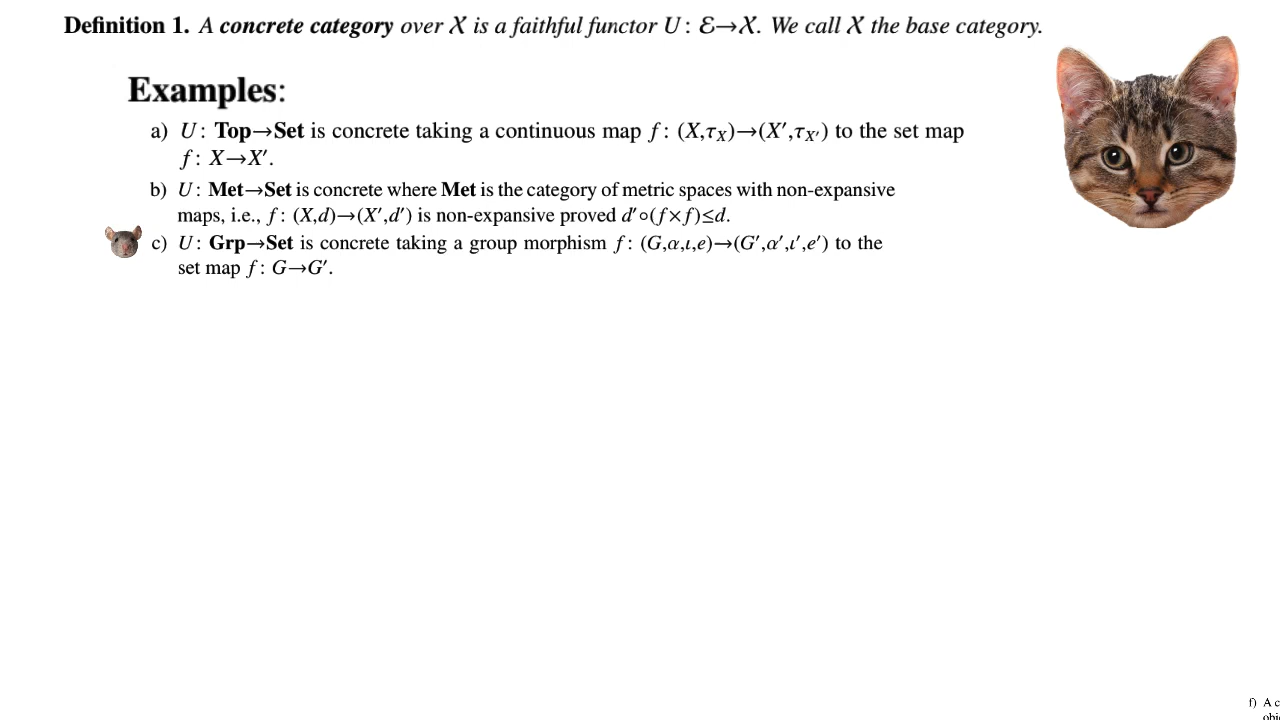 Definition 1. A concrete category over X is a faithful functor U : ℰ→X. We call X the base category.
Examples:
a) U : Top→Set is concrete taking a continuous map f : (X,τ_X)→(X′,τ_X′) to the set map
f : X→X′.
b) U : Met→Set is concrete where Met is the category of metric spaces with non-expansive
maps, i.e., f : (X,d)→(X′,d′) is non-expansive proved d′∘(f×f)≤d.
c) U : Grp→Set is concrete taking a group morphism f : (G,α,ι,e)→(G′,α′,ι′,e′) to the
set map f : G→G′.
f) A